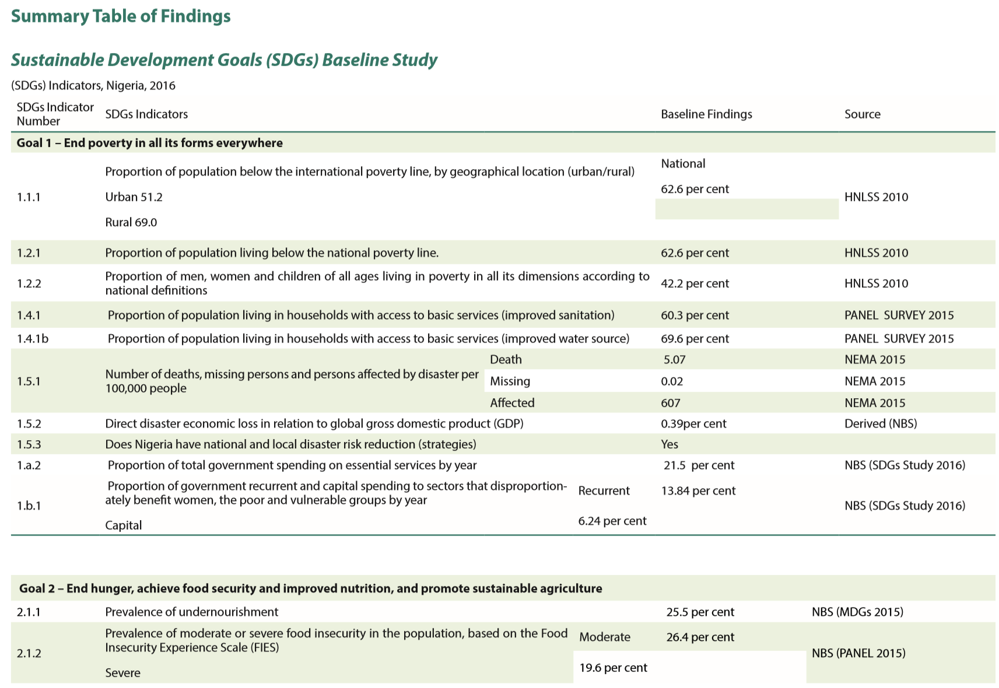 Summary Table of Findings
Sustainable Development Goals (SDGs) Baseline Study
(SDGs) Indicators, Nigeria, 2016
SDGs Indicator Number SDGs Indicators Baseline Findings Source
Goal 1 – End poverty in all its forms everywhere
1.1.1 Proportion of population below the international poverty line, by geographical location (urban/rural) National
Urban 51.2 62.6 per cent HNLSS 2010
Rural 69.0
1.2.1 Proportion of population living below the national poverty line. 62.6 per cent HNLSS 2010
1.2.2 Proportion of men, women and children of all ages living in poverty in all its dimensions according to
national definitions 42.2 per cent HNLSS 2010
1.4.1 Proportion of population living in households with access to basic services (improved sanitation) 60.3 per cent PANEL SURVEY 2015
1.4.1b Proportion of population living in households with access to basic services (improved water source) 69.6 per cent PANEL SURVEY 2015
1.5.1 Number of deaths, missing persons and persons affected by disaster per
100,000 people
Death 5.07 NEMA 2015
Missing 0.02 NEMA 2015
Affected 607 NEMA 2015
1.5.2 Direct disaster economic loss in relation to global gross domestic product (GDP) 0.39per cent Derived (NBS)
1.5.3 Does Nigeria have national and local disaster risk reduction (strategies) Yes
1.a.2 Proportion of total government spending on essential services by year 21.5 per cent NBS (SDGs Study 2016)
1.b.1 Proportion of government recurrent and capital spending to sectors that disproportion-
ately benefit women, the poor and vulnerable groups by year Recurrent 13.84 per cent NBS (SDGs Study 2016)
Capital 6.24 per cent
Goal 2 – End hunger, achieve food security and improved nutrition, and promote sustainable agriculture
2.1.1 Prevalence of undernourishment 25.5 per cent NBS (MDGs 2015)
2.1.2 Prevalence of moderate or severe food insecurity in the population, based on the Food
Insecurity Experience Scale (FIES) Moderate 26.4 per cent NBS (PANEL 2015)
Severe 19.6 per cent